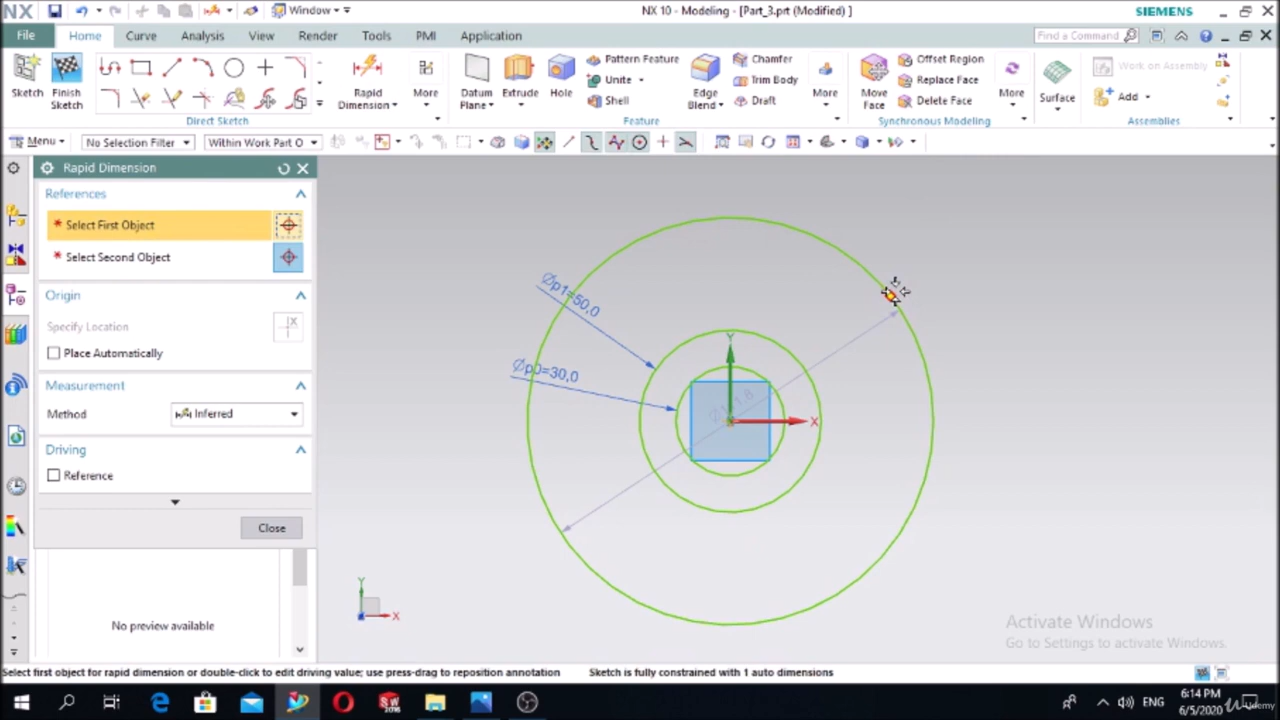 NX
Window
NX 10 - Modeling - [Part_3.prt (Modified) ]
SIEMENS
File
Home
Curve
Analysis
View
Render
Tools
PMI
Application
Find a Command
Sketch
Finish Sketch
Direct Sketch
Rapid Dimension
More
Datum Plane
Extrude
Hole
Pattern Feature
Unite
Shell
Feature
Edge Blend
Chamfer
Trim Body
Draft
More
Move Face
Offset Region
Replace Face
Delete Face
Synchronous Modeling
More
Surface
Work on Assembly
Add
Assemblies
Menu
No Selection Filter
Within Work Part O
Rapid Dimension
References
* Select First Object
* Select Second Object
Origin
Specify Location
Place Automatically
Measurement
Method
Inferred
Driving
Reference
Close
No preview available
Øp1=50,0
Øp0=30,0
Y
X
Y
X
Activate Windows
Go to Settings to activate Windows.
Select first object for rapid dimension or double-click to edit driving value; use press-drag to reposition annotation
Sketch is fully constrained with 1 auto dimensions
ENG
6:14 PM
6/5/2020
Udemy